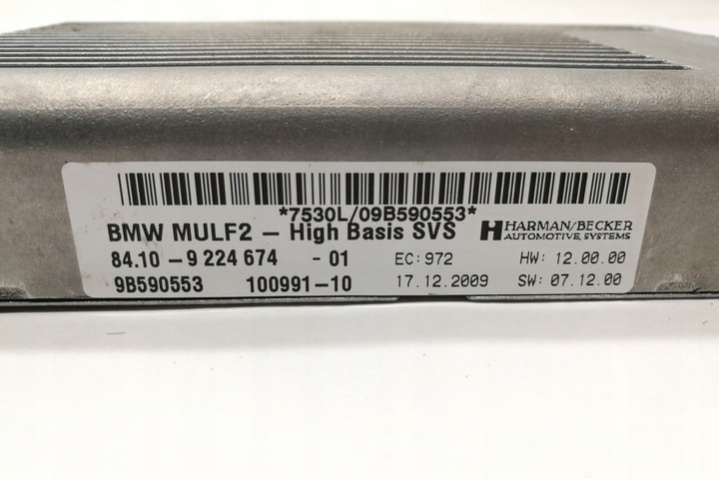 *7530L/09B590553*
BMW MULF2 – High Basis SVS
HARMAN/BECKER
AUTOMOTIVE SYSTEMS
84.10 – 9 224 674 - 01 EC: 972 HW: 12.00.00
9B590553 100991-10 17.12.2009 SW: 07.12.00